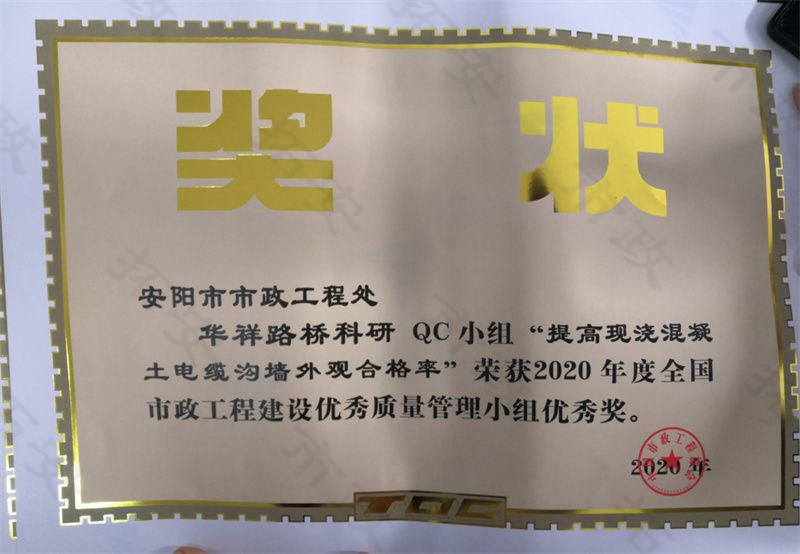 奖状
安阳市市政工程处
华祥路桥科研 QC小组“提高现浇混凝
土电缆沟墙外观合格率”荣获2020年度全国
市政工程建设优秀质量管理小组优秀奖。
2020年
TQC